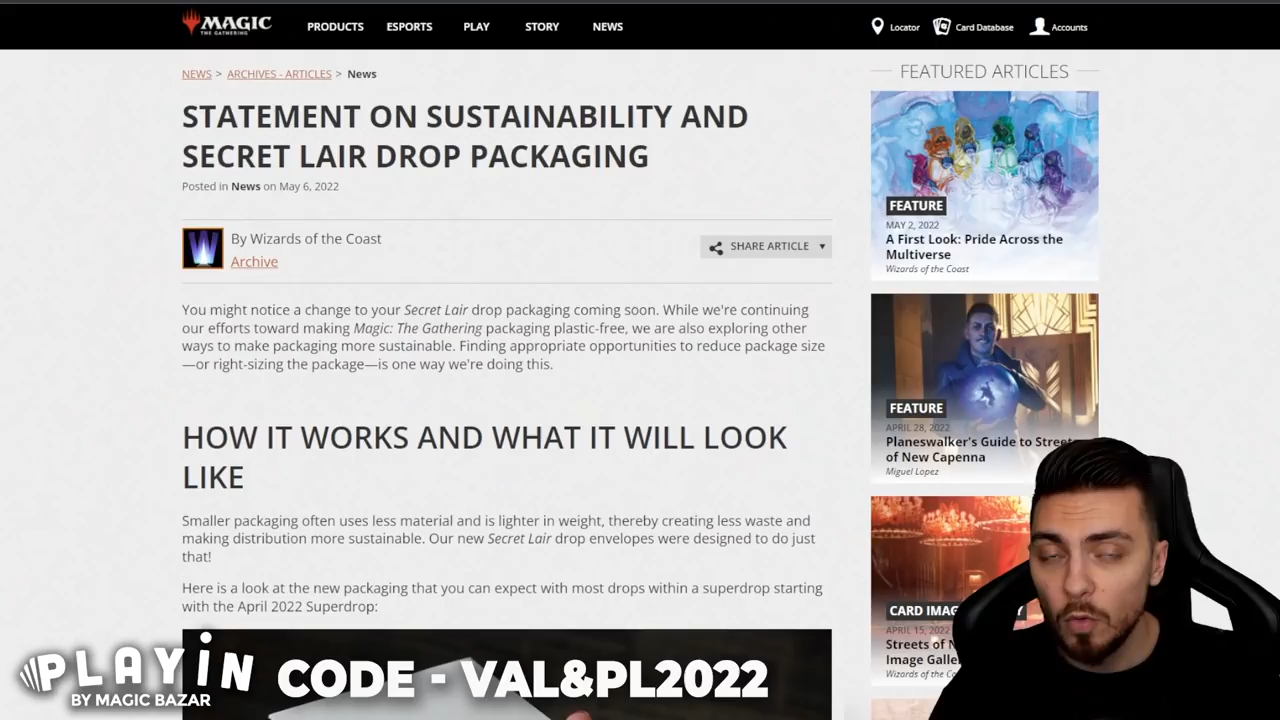 MAGIC
THE GATHERING
PRODUCTS
ESPORTS
PLAY
STORY
NEWS
Locator
Card Database
Accounts
NEWS > ARCHIVES - ARTICLES > News
STATEMENT ON SUSTAINABILITY AND
SECRET LAIR DROP PACKAGING
Posted in News on May 6, 2022
By Wizards of the Coast
Archive
SHARE ARTICLE
You might notice a change to your Secret Lair drop packaging coming soon. While we're continuing
our efforts toward making Magic: The Gathering packaging plastic-free, we are also exploring other
ways to make packaging more sustainable. Finding appropriate opportunities to reduce package size
—or right-sizing the package—is one way we're doing this.
HOW IT WORKS AND WHAT IT WILL LOOK
LIKE
Smaller packaging often uses less material and is lighter in weight, thereby creating less waste and
making distribution more sustainable. Our new Secret Lair drop envelopes were designed to do just
that!
Here is a look at the new packaging that you can expect with most drops within a superdrop starting
with the April 2022 Superdrop:
FEATURED ARTICLES
FEATURE
MAY 2, 2022
A First Look: Pride Across the
Multiverse
Wizards of the Coast
FEATURE
APRIL 28, 2022
Planeswalker's Guide to Streets
of New Capenna
Miguel Lopez
CARD IMAG
APRIL 15, 2022
Streets of N
Image Galle
Wizards of the Co
PLAYIN
BY MAGIC BAZAR
CODE - VAL&PL2022